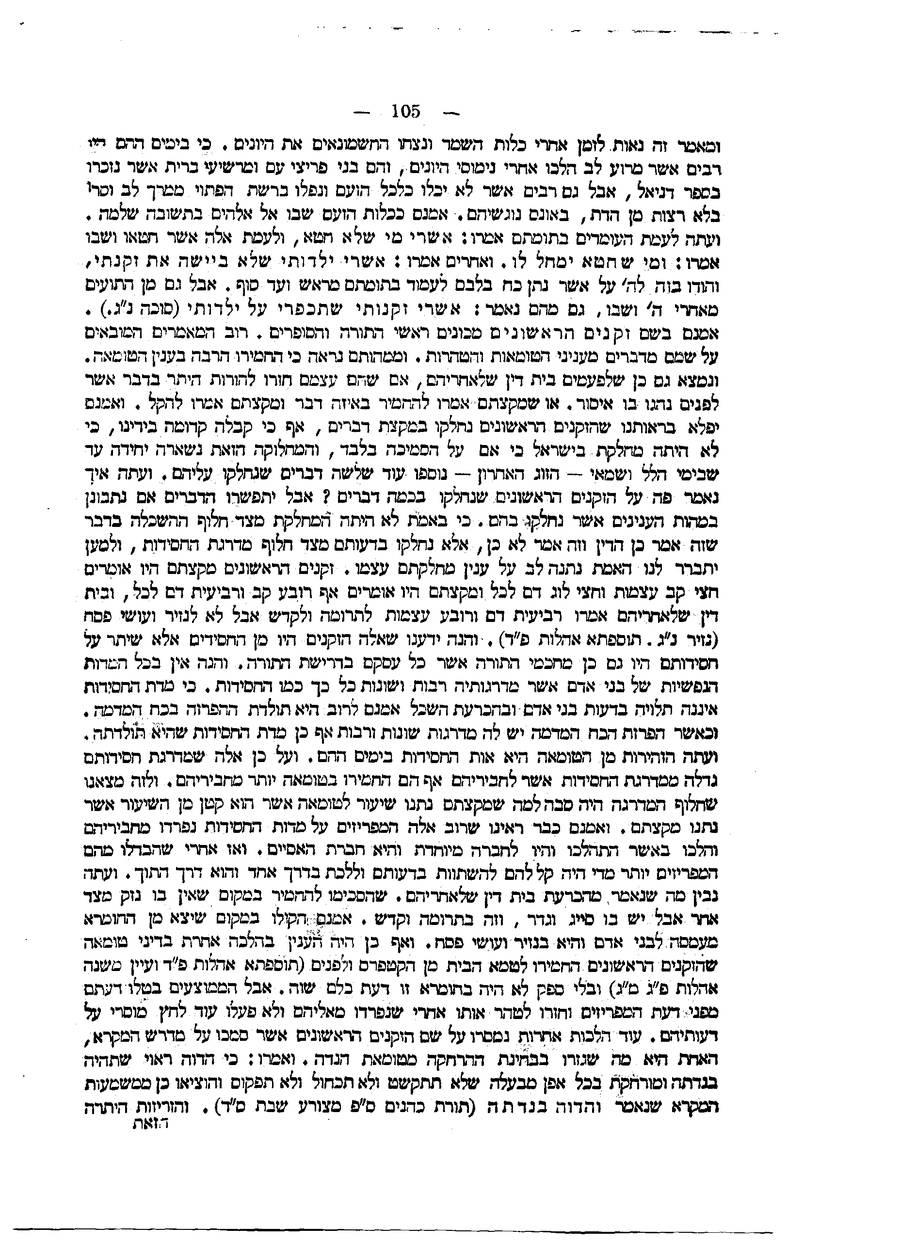 — 105 —
ומאמר זה נאות לזמן אחרי כלות השמד ונצחו החשמונאים את היונים . כי בימים ההם היו
רבים אשר מרוע לב הלכו אחרי נימוסי היונים , והם בני פריצי עם ומרשיעי ברית אשר נזכרו
בספר דניאל , אבל גם רבים אשר לא יכלו כלכל הזעם ונפלו ברשת הפתוי ממרך לב וסרו
בלא רצות מן הדת , באונס נוגשיהם . אמנם ככלות הזעם שבו אל אלהים בתשובה שלמה .
ועתה לעמת העומדים בתומתם אמרו : אשרי מי שלא חטא , ולעמת אלה אשר חטאו ושבו
אמרו : ומי שחטא ימחל לו . ואחרים אמרו : אשרי ילדותי שלא ביישה את זקנתי ,
והודו בזה לה' על אשר נתן כח בלבם לעמוד בתומתם מראש ועד סוף . אבל גם מן התועים
מאחרי ה' ושבו , גם מהם נאמר : אשרי זקנותי שתכפרי על ילדותי (סוכה נ"ג.) .
אמנם בשם זקנים הראשונים מכונים ראשי התורה והסופרים . רוב המאמרים המובאים
על שמם מדברים מעניני הטומאות והטהרות . וממהותם נראה כי החמירו הרבה בענין הטומאה .
ונמצא גם כן שלפעמים בית דין שלאחריהם , אם שהם עצמם חזרו להורות היתר בדבר אשר
לפנים נהגו בו איסור . או שמקצתם אמרו להחמיר באיזה דבר ומקצתם אמרו להקל . ואמנם
יפלא בראותנו שהזקנים הראשונים נחלקו במקצת דברים , אף כי קבלה קדומה בידינו , כי
לא היתה מחלקת בישראל כי אם על הסמיכה בלבד , והמחלוקה הזאת נשארה יחידה עד
שבימי הלל ושמאי — הזוג האחרון — נוספו עוד שלשה דברים שנחלקו עליהם . ועתה איך
נאמר פה על הזקנים הראשונים שנחלקו בכמה דברים ? אבל יתפשרו הדברים אם נתבונן
במהות הענינים אשר נחלקו בהם . כי באמת לא היתה המחלקת מצד חלוף ההשכלה בדבר
שזה אמר כן הדין וזה אמר לא כן , אלא נחלקו בדעותם מצד חלוף מדרגת החסידות , ולמען
יתברר לנו האמת נתנה לב על ענין מחלקתם עצמו . זקנים הראשונים מקצתם היו אומרים
חצי קב עצמות וחצי לוג דם לכל ומקצתם היו אומרים אף רובע קב ורביעית דם לכל , ובית
דין שלאחריהם אמרו רביעית דם ורובע עצמות לתרומה ולקדש אבל לא לנזיר ועושי פסח
(נזיר נ"ג . תוספתא אהלות פ"ד) . והנה ידענו שאלה הזקנים היו מן החסידים אלא שיתר על
חסידותם היו גם כן מחכמי התורה אשר כל עסקם בדרישת התורה . והנה אין בכל המדות
הנפשיות של בני אדם אשר מדרגותיה רבות ושונות כל כך כמו החסידות . כי מדת החסידות
איננה תלויה בדעות בני אדם ובהכרעת השכל אמנם לרוב היא תולדת ההפרזה בכח המדמה .
וכאשר הפרזת הכח המדמה יש לה מדרגות שונות ורבות אף כן מדת החסידות שהיא תולדתה .
ועתה הזהירות מן הטומאה היא אות החסידות בימים ההם . ועל כן אלה שמדרגת חסידותם
גדלה ממדרגת החסידות אשר לחביריהם אף הם החמירו בטומאה יותר מחביריהם . ולזה מצאנו
שחלוף המדרגה היה סבה למה שמקצתם נתנו שיעור לטומאה אשר הוא קטן מן השיעור אשר
נתנו מקצתם . ואמנם כבר ראינו שרוב אלה המפריזים על מדות החסידות נפרדו מחביריהם
והלכו באשר התהלכו והיו לחברה מיוחדת והיא חברת האסיים . ואז אחרי שהבדלו מהם
המפריזים יותר מדי היה קל להם להשתוות בדעותם וללכת בדרך אחד והוא דרך התוך . ועתה
נבין מה שנאמר מהכרעת בית דין שלאחריהם . שהסכימו להחמיר במקום שאין בו נזק מצד
אחר אבל יש בו סייג וגדר , וזה בתרומה וקדש . אמנם הקילו במקום שיצא מן החומרא
מעמסה לבני אדם והיא בנזיר ועושי פסח . ואף כן היה הענין בהלכה אחרת בדיני טומאה
שהזקנים הראשונים החמירו לטמא הבית מן הקטפרס ולפנים (תוספתא אהלות פ"ד ועיין משנה
אהלות פ"ג מ"ג) ובלי ספק לא היה בחומרא זו דעת כלם שוה . אבל הממוצעים בטלו דעתם
מפני דעת המפריזים וחזרו לטהר אותו אחרי שנפרדו מאליהם ולא פעלו עוד לחץ מוסרי על
דעותיהם . עוד הלכות אחרות נמסרו על שם הזקנים הראשונים אשר סמכו על מדרש המקרא ,
האחת היא מה שגזרו בבחינת ההרחקה מטומאת הנדה . ואמרו : כי הדוה ראוי שתהיה
בנדתה ומורחקת בכל אפן מבעלה שלא תתקשט ולא תכחול ולא תפקוס והוציאו כן ממשמעות
המקרא שנאמר והדוה בנדתה (תורת כהנים ס"פ מצורע שבת ס"ד) . והזריזות היתרה
הזאת